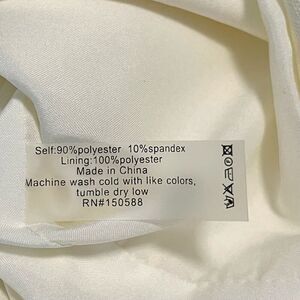 Self:90%polyester 10%spandex
Lining:100%polyester
Made in China
Machine wash cold with like colors,
tumble dry low
RN#150588